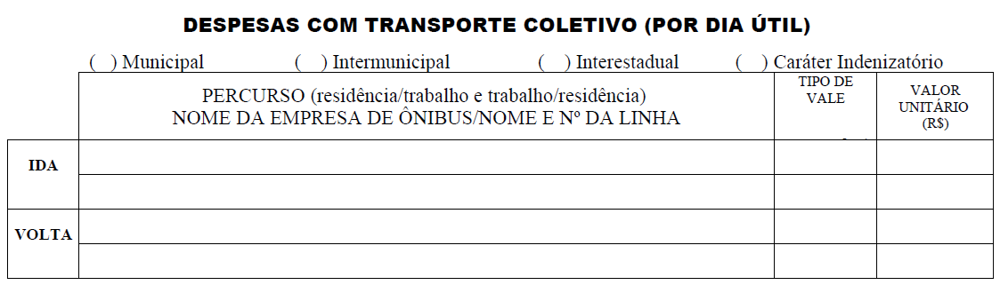 DESPESAS COM TRANSPORTE COLETIVO (POR DIA ÚTIL)
( ) Municipal ( ) Intermunicipal ( ) Interestadual ( ) Caráter Indenizatório
PERCURSO (residência/trabalho e trabalho/residência)
NOME DA EMPRESA DE ÔNIBUS/NOME E Nº DA LINHA
TIPO DE
VALE
VALOR
UNITÁRIO
(R$)
IDA
VOLTA